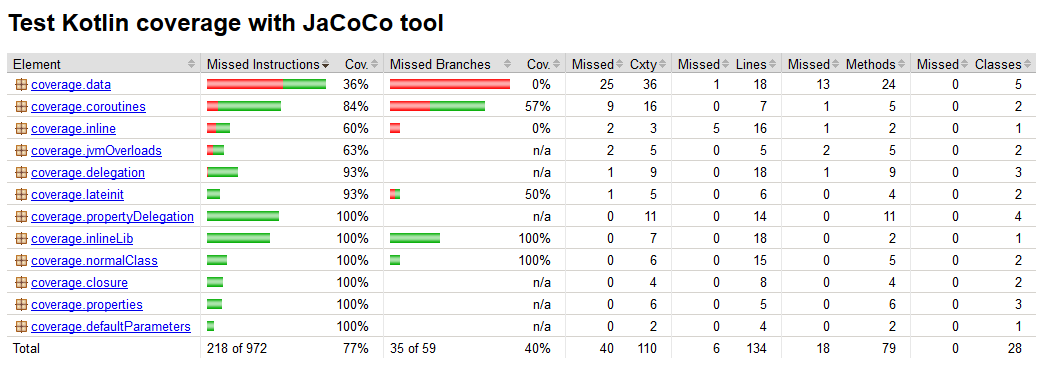 Test Kotlin coverage with JaCoCo tool
Element Missed Instructions Cov. Missed Branches Cov. Missed Cxty Missed Lines Missed Methods Missed Classes
coverage.data 36% 0% 25 36 1 18 13 24 0 5
coverage.coroutines 84% 57% 9 16 0 7 1 5 0 2
coverage.inline 60% 0% 2 3 5 16 1 2 0 1
coverage.jvmOverloads 63% n/a 2 5 0 5 2 5 0 2
coverage.delegation 93% n/a 1 9 0 18 1 9 0 3
coverage.lateinit 93% 50% 1 5 0 6 0 4 0 2
coverage.propertyDelegation 100% n/a 0 11 0 14 0 11 0 4
coverage.inlineLib 100% 100% 0 7 0 18 0 2 0 1
coverage.normalClass 100% 100% 0 6 0 15 0 5 0 2
coverage.closure 100% n/a 0 4 0 8 0 4 0 2
coverage.properties 100% n/a 0 6 0 5 0 6 0 3
coverage.defaultParameters 100% n/a 0 2 0 4 0 2 0 1
Total 218 of 972 77% 35 of 59 40% 40 110 6 134 18 79 0 28